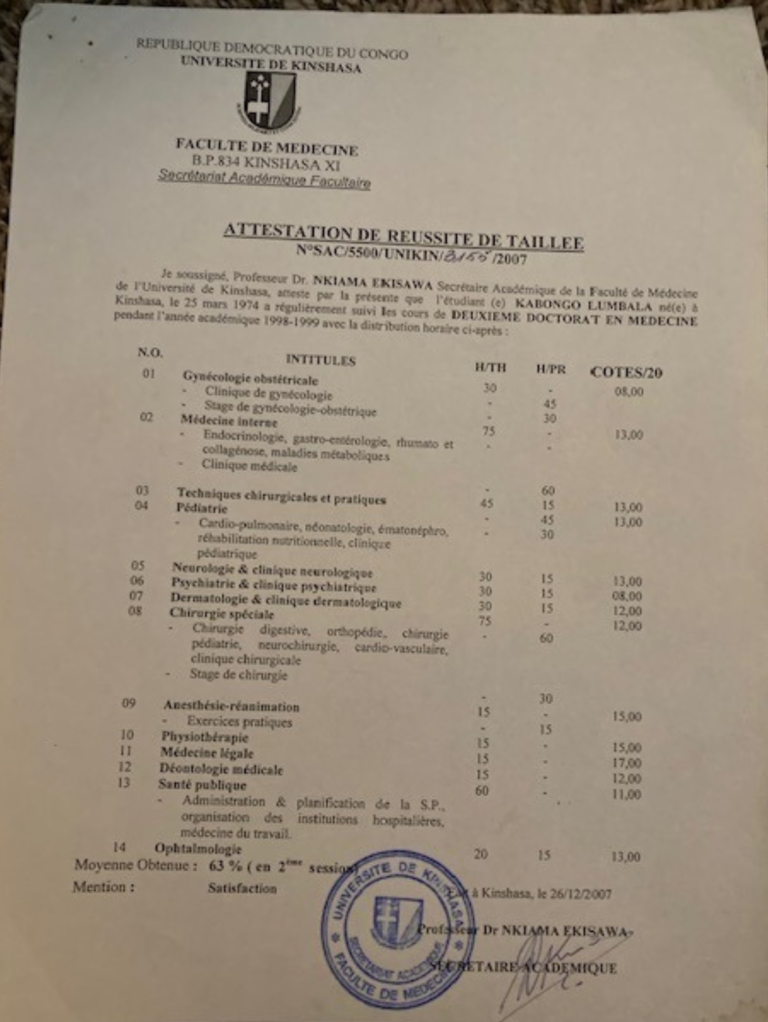 REPUBLIQUE DEMOCRATIQUE DU CONGO
UNIVERSITE DE KINSHASA
FACULTE DE MEDECINE
B.P.834 KINSHASA XI
Secrétariat Académique Facultaire
ATTESTATION DE REUSSITE DE TAILLEE
N°SAC/5500/UNIKIN/3155/2007
Je soussigné, Professeur Dr. NKIAMA EKISAWA Secrétaire Académique de la Faculté de Médecine
de l'Université de Kinshasa, atteste par la présente que l'étudiant (e) KABONGO LUMBALA né(e) à
Kinshasa, le 25 mars 1974 a régulièrement suivi les cours de DEUXIEME DOCTORAT EN MEDECINE
pendant l'année académique 1998-1999 avec la distribution horaire ci-après :
N.O. INTITULES H/TH H/PR COTES/20
01 Gynécologie obstétricale 30 - 08,00
- Clinique de gynécologie - 45
- Stage de gynécologie-obstétrique - 30
02 Médecine interne 75 - 13,00
- Endocrinologie, gastro-entérologie, rhumato et - -
collagénose, maladies métaboliques
- Clinique médicale
- 60
03 Techniques chirurgicales et pratiques 45 15 13,00
04 Pédiatrie - 45 13,00
- Cardio-pulmonaire, néonatologie, ématonéphro, - 30
réhabilitation nutritionnelle, clinique
pédiatrique
05 Neurologie & clinique neurologique 30 15 13,00
06 Psychiatrie & clinique psychiatrique 30 15 08,00
07 Dermatologie & clinique dermatologique 30 15 12,00
08 Chirurgie spéciale 75 - 12,00
- Chirurgie digestive, orthopédie, chirurgie - 60
pédiatrie, neurochirurgie, cardio-vasculaire,
clinique chirurgicale
- Stage de chirurgie
- 30
09 Anesthésie-réanimation 15 - 15,00
- Exercices pratiques - 15
10 Physiothérapie 15 - 15,00
11 Médecine légale 15 - 17,00
12 Déontologie médicale 15 - 12,00
13 Santé publique 60 - 11,00
- Administration & planification de la S.P.,
organisation des institutions hospitalières,
médecine du travail.
14 Ophtalmologie 20 15 13,00
Moyenne Obtenue : 63 % ( en 2ème session)
Mention : Satisfaction
à Kinshasa, le 26/12/2007
Professeur Dr NKIAMA EKISAWA
SECRETAIRE ACADEMIQUE
UNIVERSITE DE KINSHASA
SECRETARIAT ACADEMIQUE
FACULTE DE MEDECINE